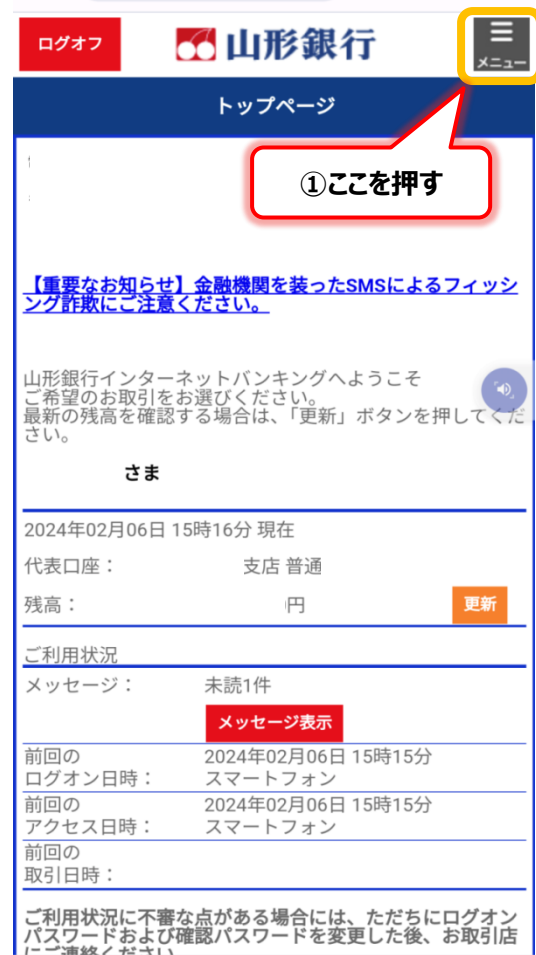 ログオフ
山形銀行
メニュー
トップページ
①ここを押す
【重要なお知らせ】金融機関を装ったSMSによるフィッシ
ング詐欺にご注意ください。
山形銀行インターネットバンキングへようこそ
ご希望のお取引をお選びください。
最新の残高を確認する場合は、「更新」ボタンを押してくだ
さい。
さま
2024年02月06日 15時16分 現在
代表口座： 支店 普通
残高： 円 更新
ご利用状況
メッセージ： 未読1件
メッセージ表示
前回の 2024年02月06日 15時15分
ログオン日時： スマートフォン
前回の 2024年02月06日 15時15分
アクセス日時： スマートフォン
前回の
取引日時：
ご利用状況に不審な点がある場合には、ただちにログオン
パスワードおよび確認パスワードを変更した後、お取引店
にご連絡ください